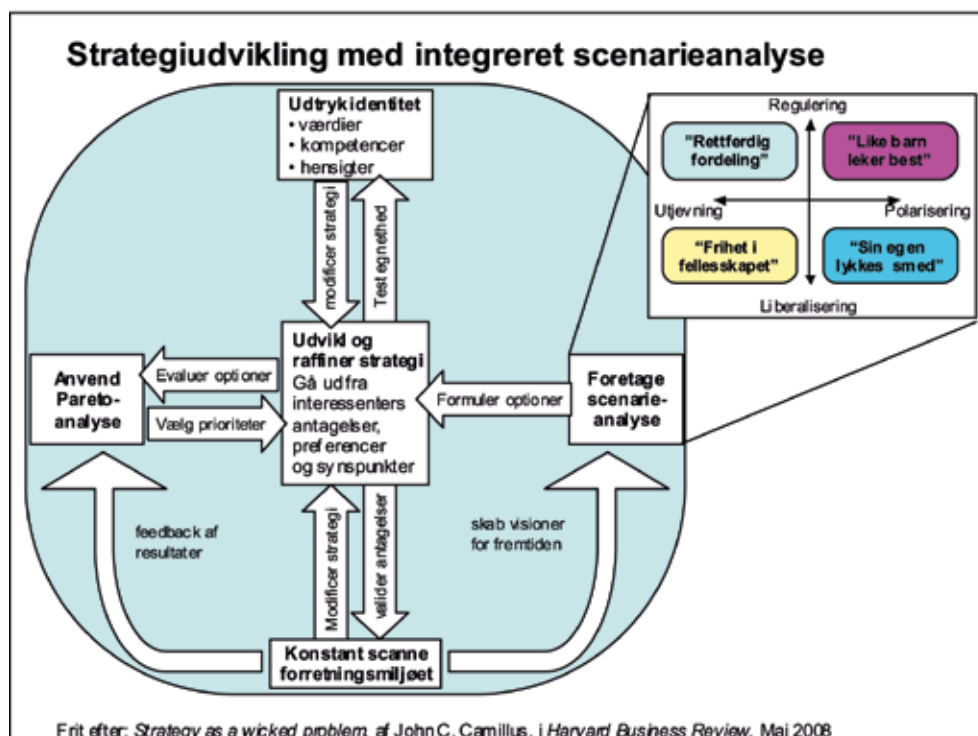 Strategiudvikling med integreret scenarieanalyse
Udtryk identitet
• værdier
• kompetencer
• hensigter
modificer strategi
Test egnethed
Regulering
"Rettferdig
fordeling"
"Like barn
leker best"
Utjevning
Polarisering
"Frihet i
fellesskapet"
"Sin egen
lykkes smed"
Liberalisering
Udvikl og
raffiner strategi
Gå ud fra
interessenters
antagelser,
preferencer
og synspunkter
Anvend
Pareto-
analyse
Evaluer optioner
Vælg prioriteter
Formuler optioner
Foretage
scenarie-
analyse
feedback af
resultater
Modificer strategi
valider antagelser
skab visioner
for fremtiden
Konstant scanne
forretningsmiljøet
Frit efter: Strategy as a wicked problem, af John C. Camillus, i Harvard Business Review, Maj 2008